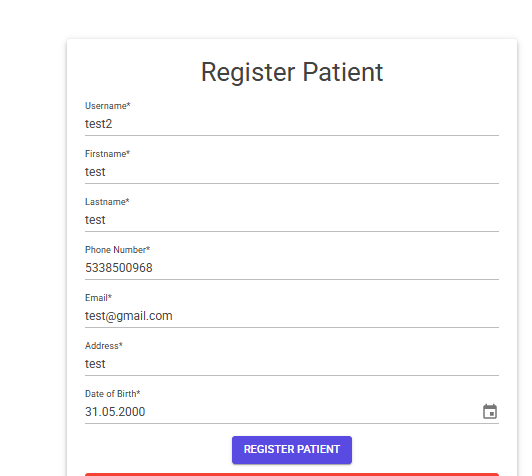 Register Patient
Username*
test2
Firstname*
test
Lastname*
test
Phone Number*
5338500968
Email*
test@gmail.com
Address*
test
Date of Birth*
31.05.2000
REGISTER PATIENT